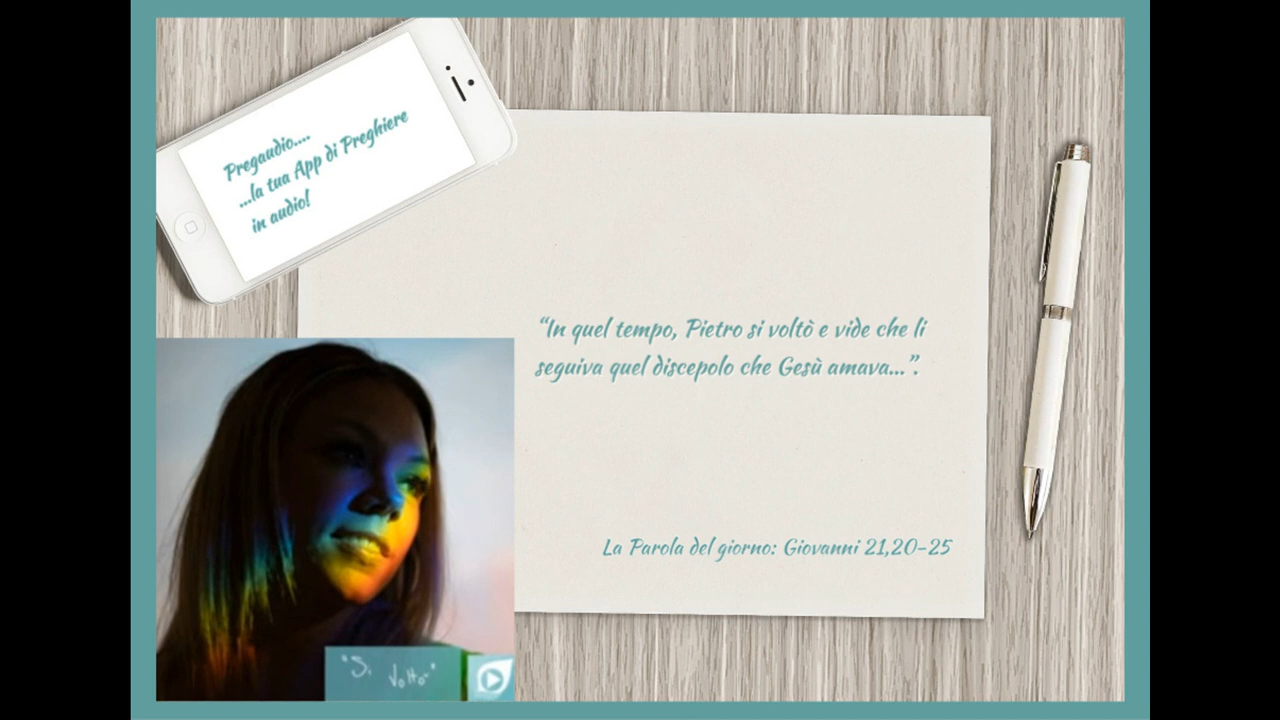 Pregaudio....
...la tua App di Preghiere
in audio!
“In quel tempo, Pietro si voltò e vide che li
seguiva quel discepolo che Gesù amava...”.
La Parola del giorno: Giovanni 21,20-25
"Si Voltò"